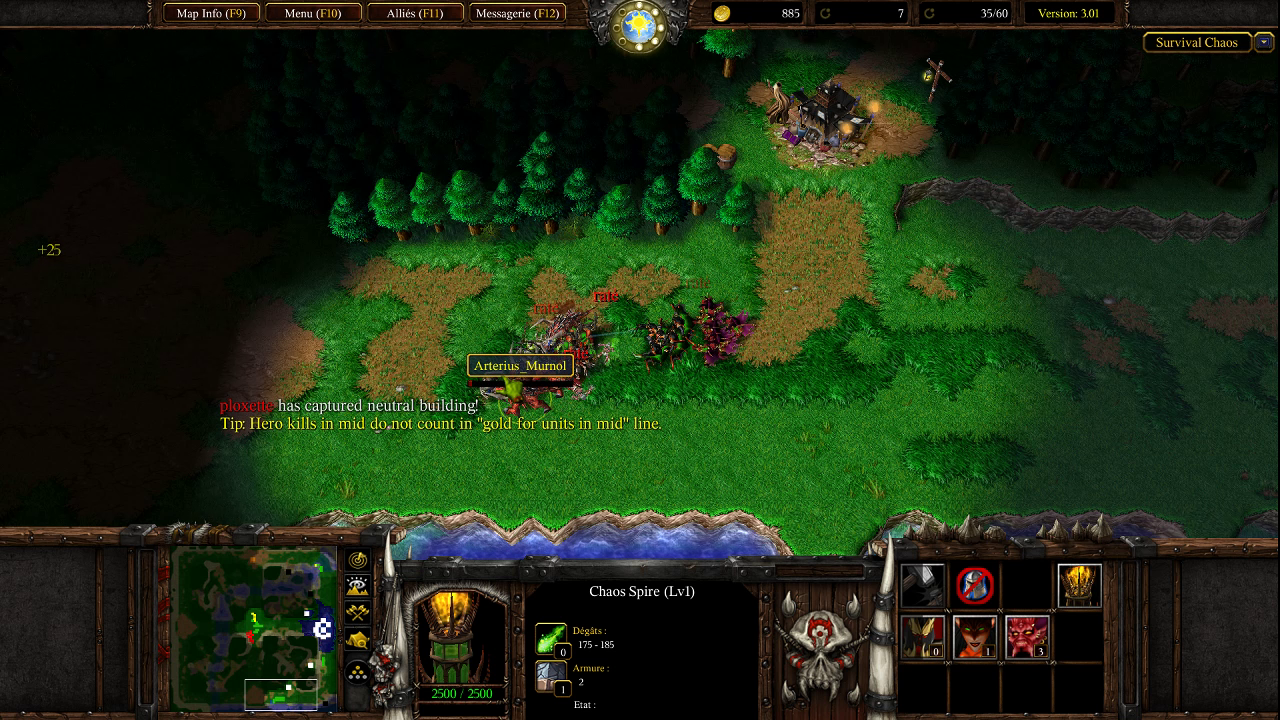 Map Info (F9)
Menu (F10)
Alliés (F11)
Messagerie (F12)
885
7
35/60
Version: 3.01
Survival Chaos
+25
raté
raté
raté
raté
Arterius_Murnol
ploxette has captured neutral building!
Tip: Hero kills in mid do not count in "gold for units in mid" line.
Chaos Spire (Lv1)
Dégâts :
175 - 185
0
Armure :
2
1
Etat :
2500 / 2500
0
1
3